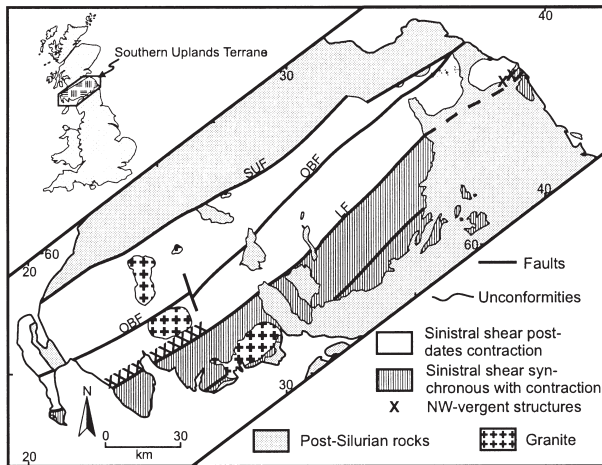 Southern Uplands Terrane
40
30
SUF
OBF
LF
40
60
20
60
OBF
N
0 30
km
30
20
Faults
Unconformities
Sinistral shear post-
dates contraction
Sinistral shear syn-
chronous with contraction
X NW-vergent structures
Post-Silurian rocks
Granite